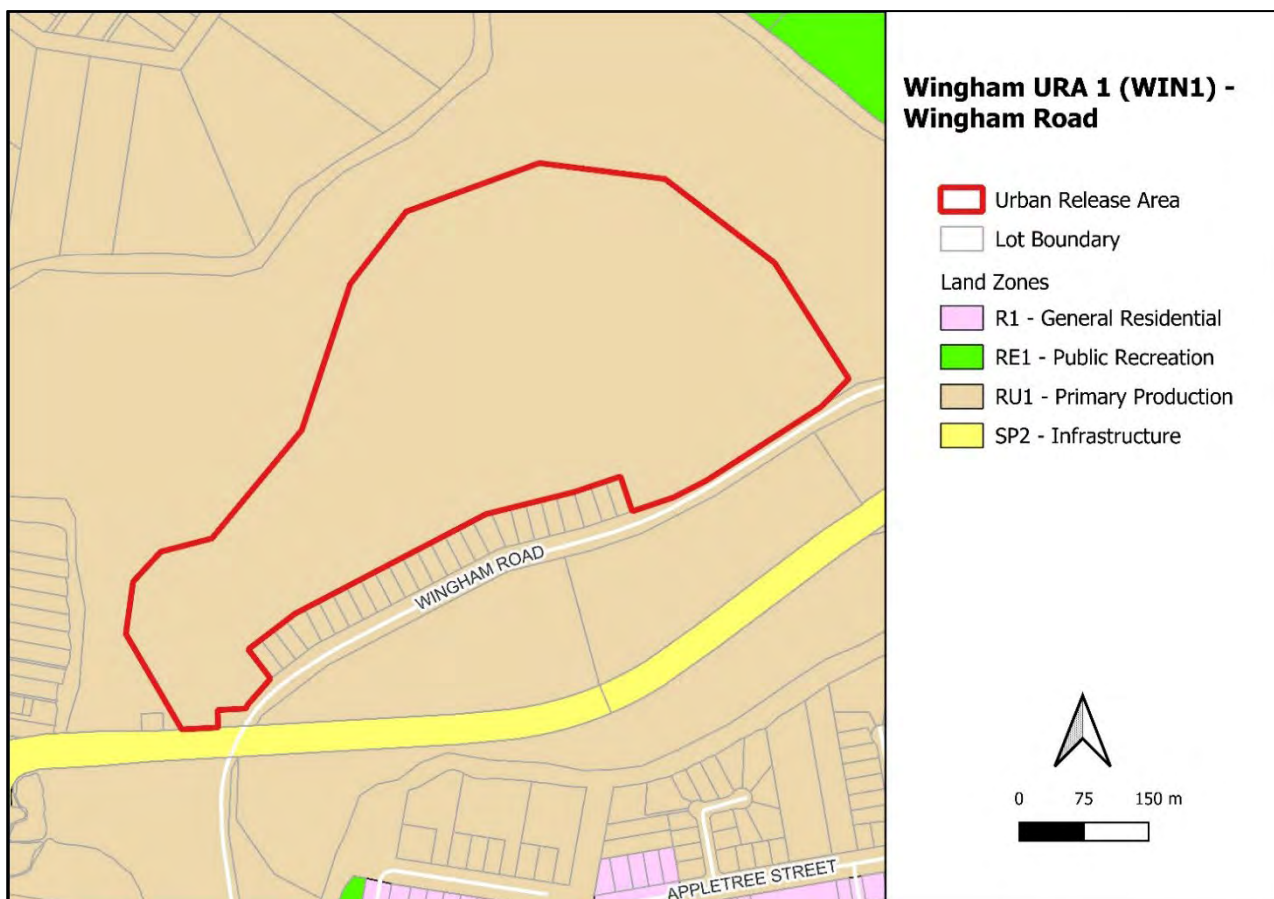 Wingham URA 1 (WIN1) -
Wingham Road
Urban Release Area
Lot Boundary
Land Zones
R1 - General Residential
RE1 - Public Recreation
RU1 - Primary Production
SP2 - Infrastructure
WINGHAM ROAD
APPLETREE STREET
0 75 150 m